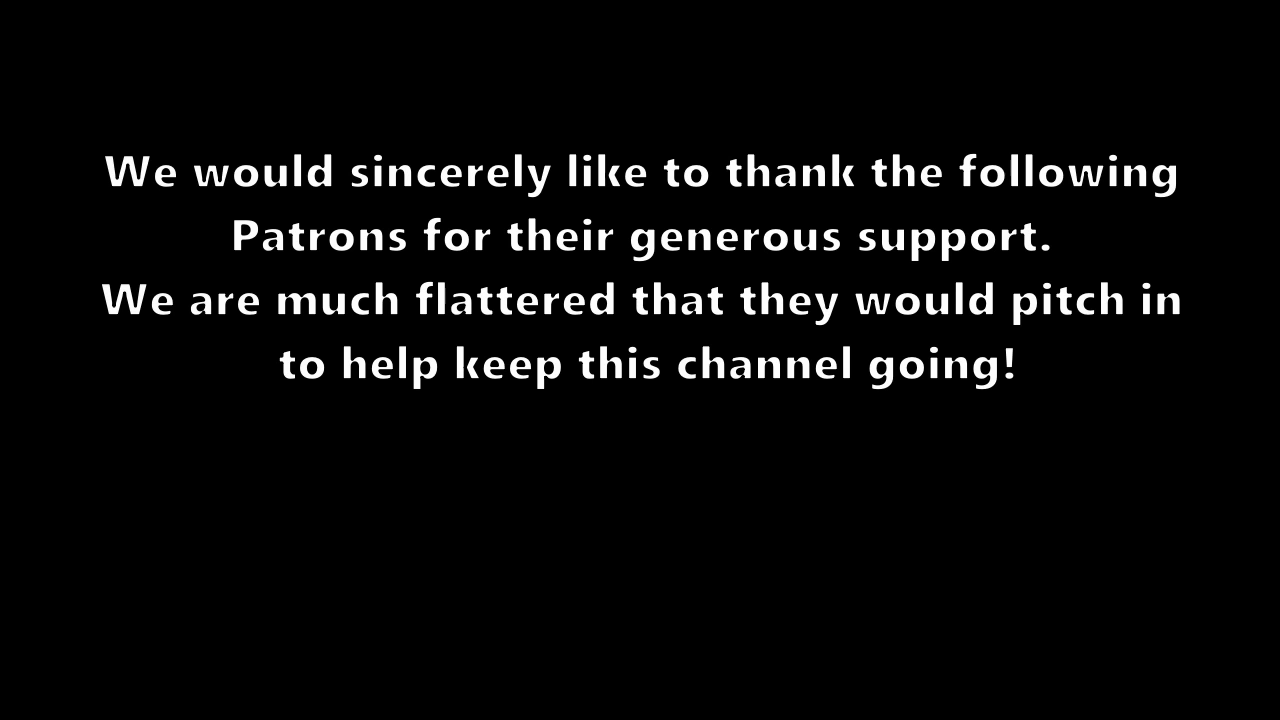 We would sincerely like to thank the following
Patrons for their generous support.
We are much flattered that they would pitch in
to help keep this channel going!